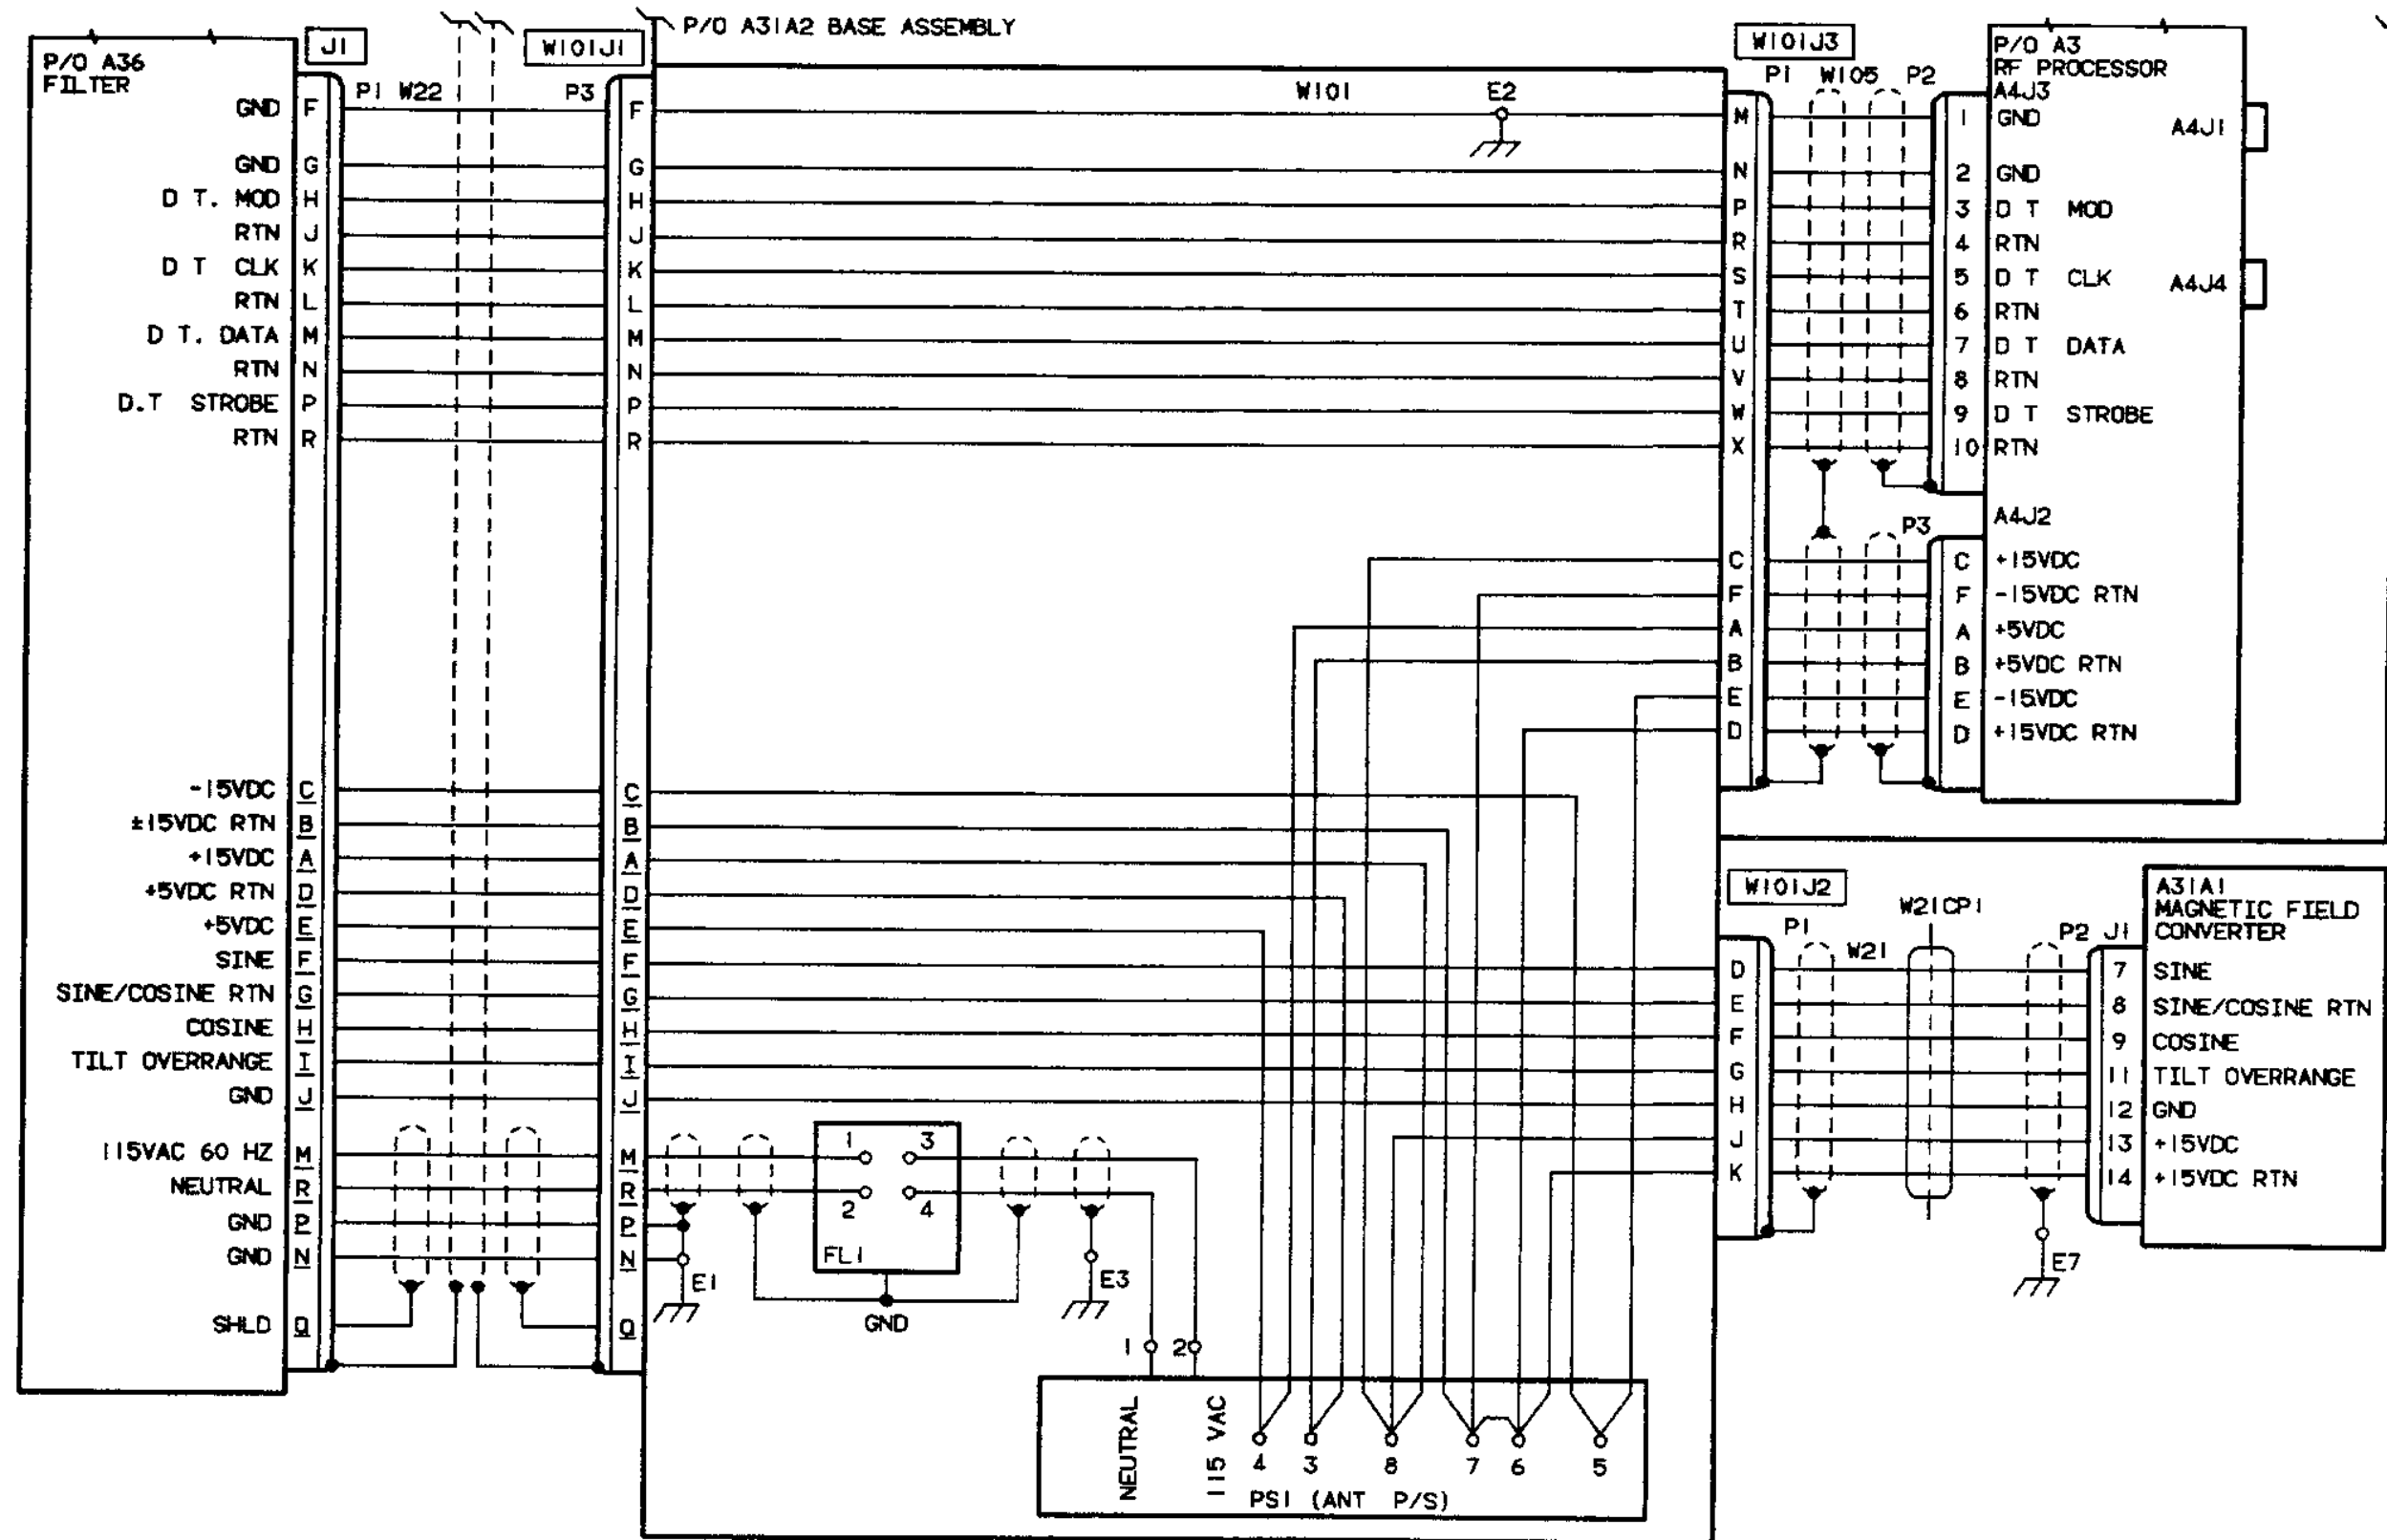 P/O A31A2 BASE ASSEMBLY
P/O A36
FILTER
J1
P1 W22
W101J1
P3
W101
E2
W101J3
P1 W105 P2
P/O A3
RF PROCESSOR
A4J3
A4J1
A4J4
GND F F M 1 GND
GND G G N 2 GND
D T. MOD H H P 3 D T MOD
RTN J J R 4 RTN
D T CLK K K S 5 D T CLK
RTN L L T 6 RTN
D T. DATA M M U 7 D T DATA
RTN N N V 8 RTN
D.T STROBE P P W 9 D T STROBE
RTN R R X 10 RTN
A4J2
P3
C C +15VDC
F F -15VDC RTN
A A +5VDC
B B +5VDC RTN
E E -15VDC
D D +15VDC RTN
-15VDC C C
±15VDC RTN B B
+15VDC A A
+5VDC RTN D D
+5VDC E E
W101J2
P1 W21
W21CP1
P2 J1
A31A1
MAGNETIC FIELD
CONVERTER
SINE F F D 7 SINE
SINE/COSINE RTN G G E 8 SINE/COSINE RTN
COSINE H H F 9 COSINE
TILT OVERRANGE I I G 11 TILT OVERRANGE
GND J J H 12 GND
J 13 +15VDC
K 14 +15VDC RTN
115VAC 60 HZ M M 1 3
NEUTRAL R R 2 4
GND P P
GND N N
FL1
E1
E3
E7
GND
SHLD Q Q
1 2
NEUTRAL
115 VAC
4 3 8 7 6 5
PS1 (ANT P/S)